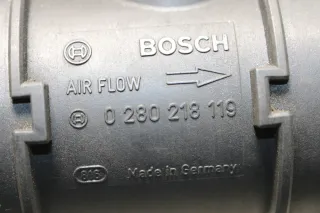 BOSCH
AIR FLOW
0 280 218 119
Made in Germany